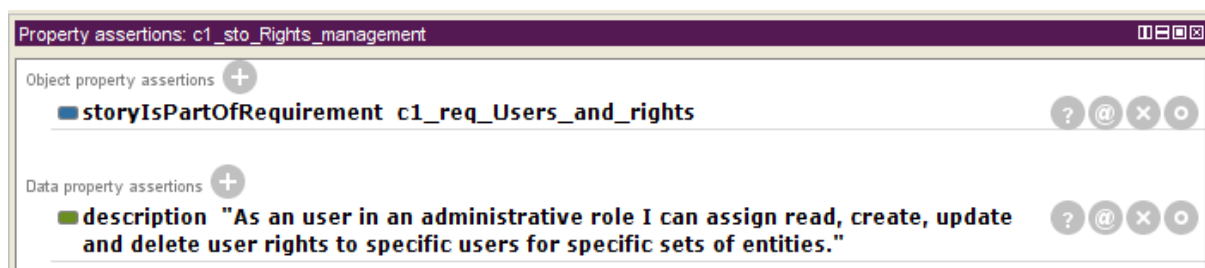 Property assertions: c1_sto_Rights_management
Object property assertions
storyIsPartOfRequirement c1_req_Users_and_rights
Data property assertions
description "As an user in an administrative role I can assign read, create, update
and delete user rights to specific users for specific sets of entities."